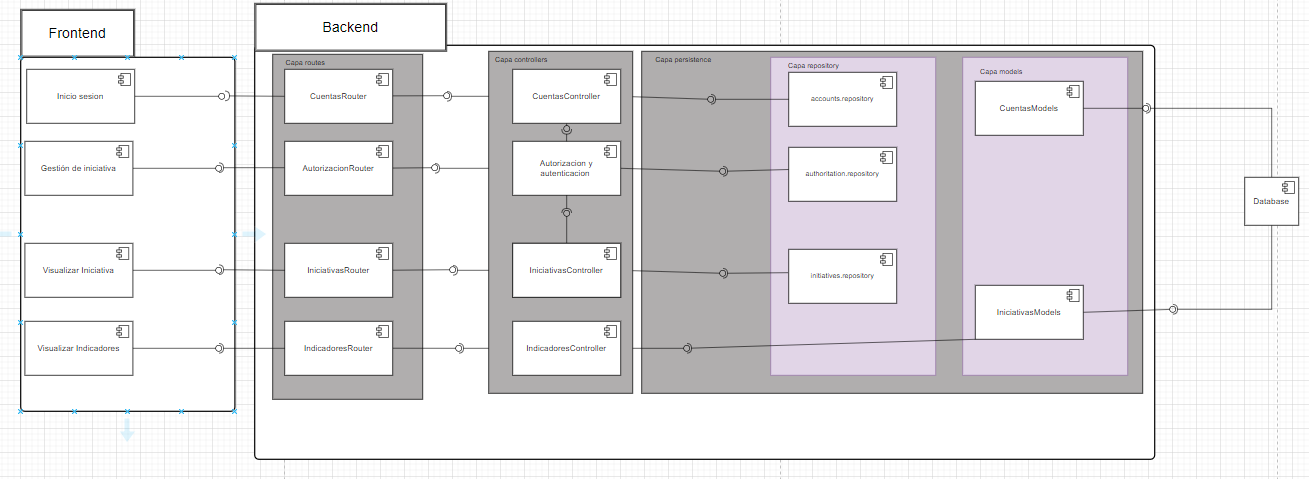 Frontend
Backend
Inicio sesion
Gestión de iniciativa
Visualizar Iniciativa
Visualizar Indicadores
Capa routes
CuentasRouter
AutorizacionRouter
IniciativasRouter
IndicadoresRouter
Capa controllers
CuentasController
Autorizacion y
autenticacion
IniciativasController
IndicadoresController
Capa persistence
Capa repository
accounts.repository
authoritation.repository
initiatives.repository
Capa models
CuentasModels
IniciativasModels
Database